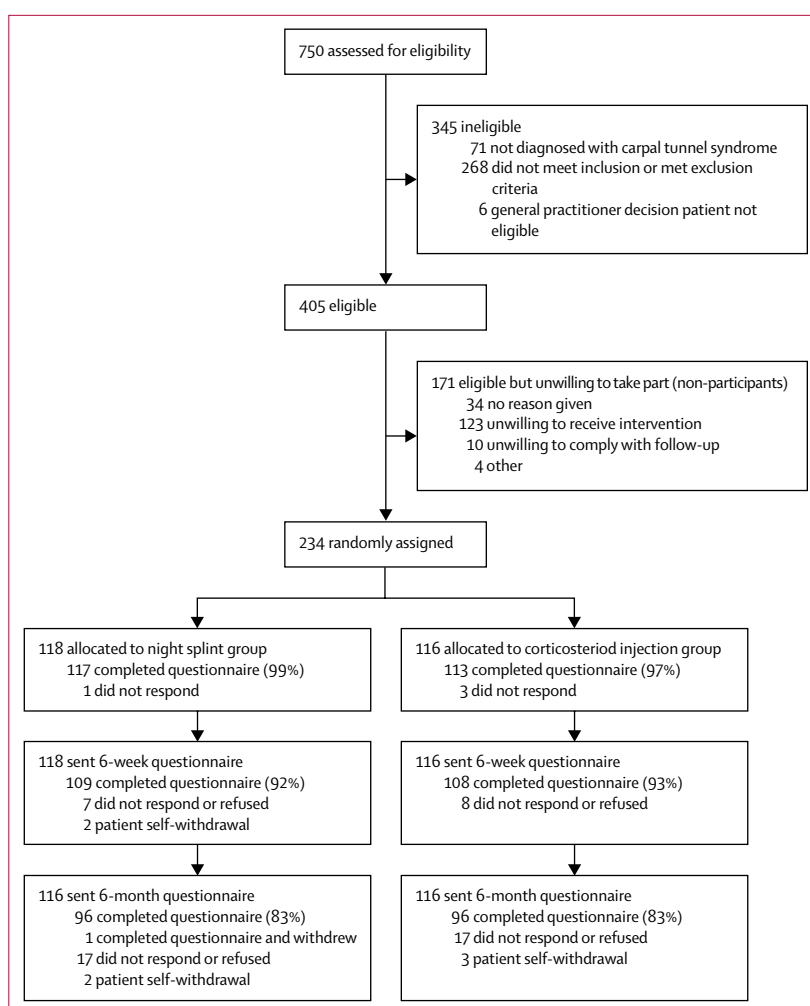 750 assessed for eligibility
345 ineligible
71 not diagnosed with carpal tunnel syndrome
268 did not meet inclusion or met exclusion
criteria
6 general practitioner decision patient not
eligible
405 eligible
171 eligible but unwilling to take part (non-participants)
34 no reason given
123 unwilling to receive intervention
10 unwilling to comply with follow-up
4 other
234 randomly assigned
118 allocated to night splint group
117 completed questionnaire (99%)
1 did not respond
116 allocated to corticosteriod injection group
113 completed questionnaire (97%)
3 did not respond
118 sent 6-week questionnaire
109 completed questionnaire (92%)
7 did not respond or refused
2 patient self-withdrawal
116 sent 6-week questionnaire
108 completed questionnaire (93%)
8 did not respond or refused
116 sent 6-month questionnaire
96 completed questionnaire (83%)
1 completed questionnaire and withdrew
17 did not respond or refused
2 patient self-withdrawal
116 sent 6-month questionnaire
96 completed questionnaire (83%)
17 did not respond or refused
3 patient self-withdrawal